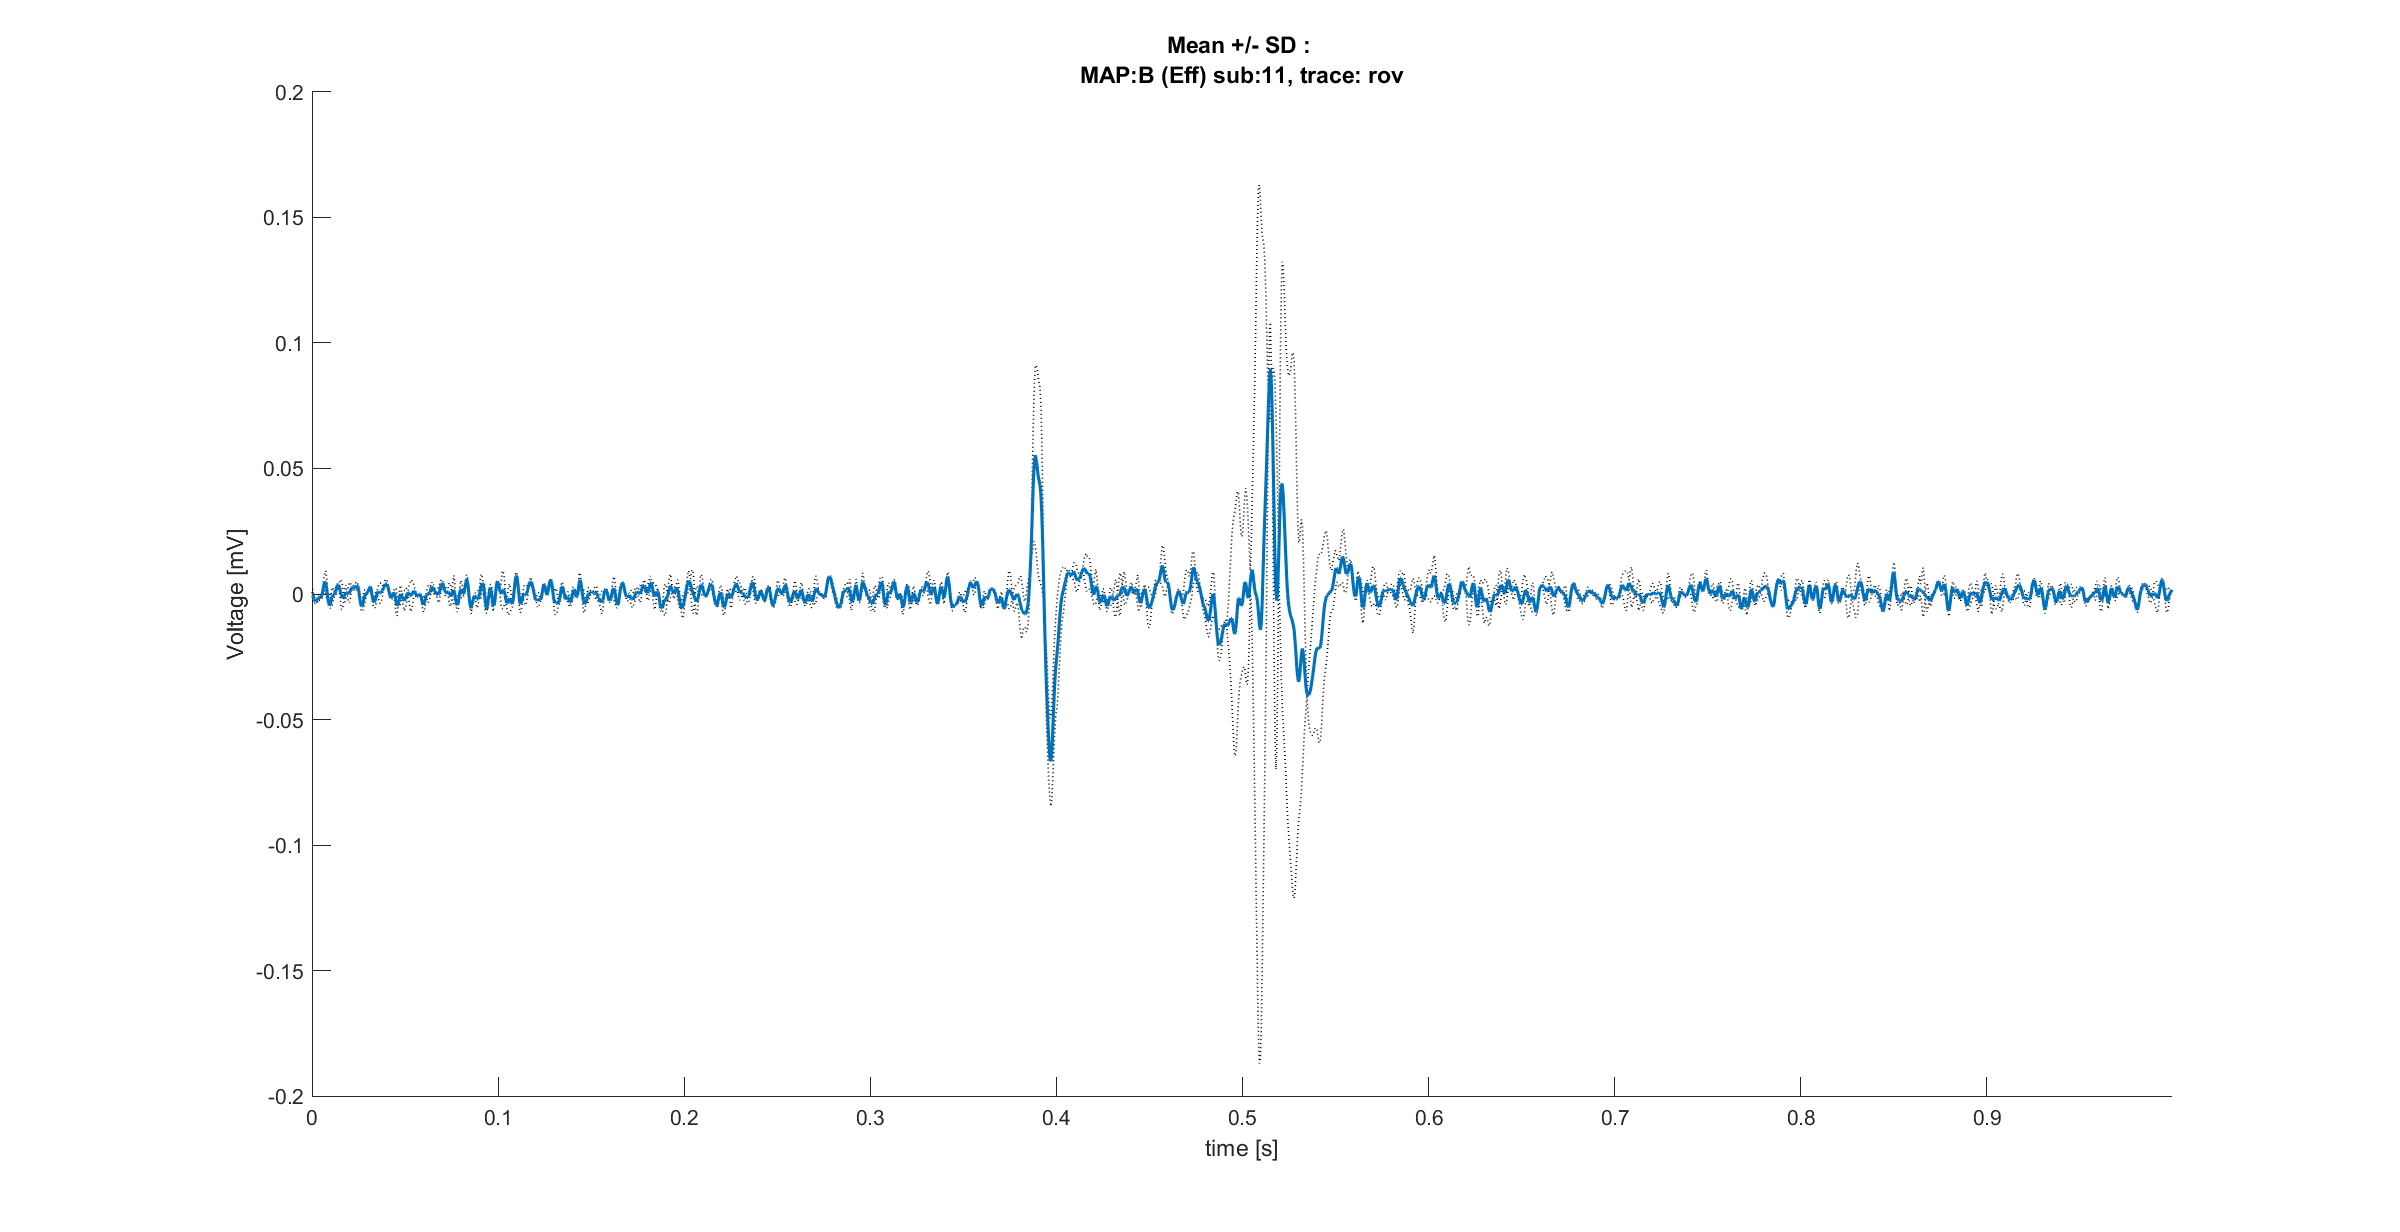 Mean +/- SD :
MAP:B (Eff) sub:11, trace: rov
0.2
0.15
0.1
0.05
0
-0.05
-0.1
-0.15
-0.2
Voltage [mV]
0 0.1 0.2 0.3 0.4 0.5 0.6 0.7 0.8 0.9
time [s]